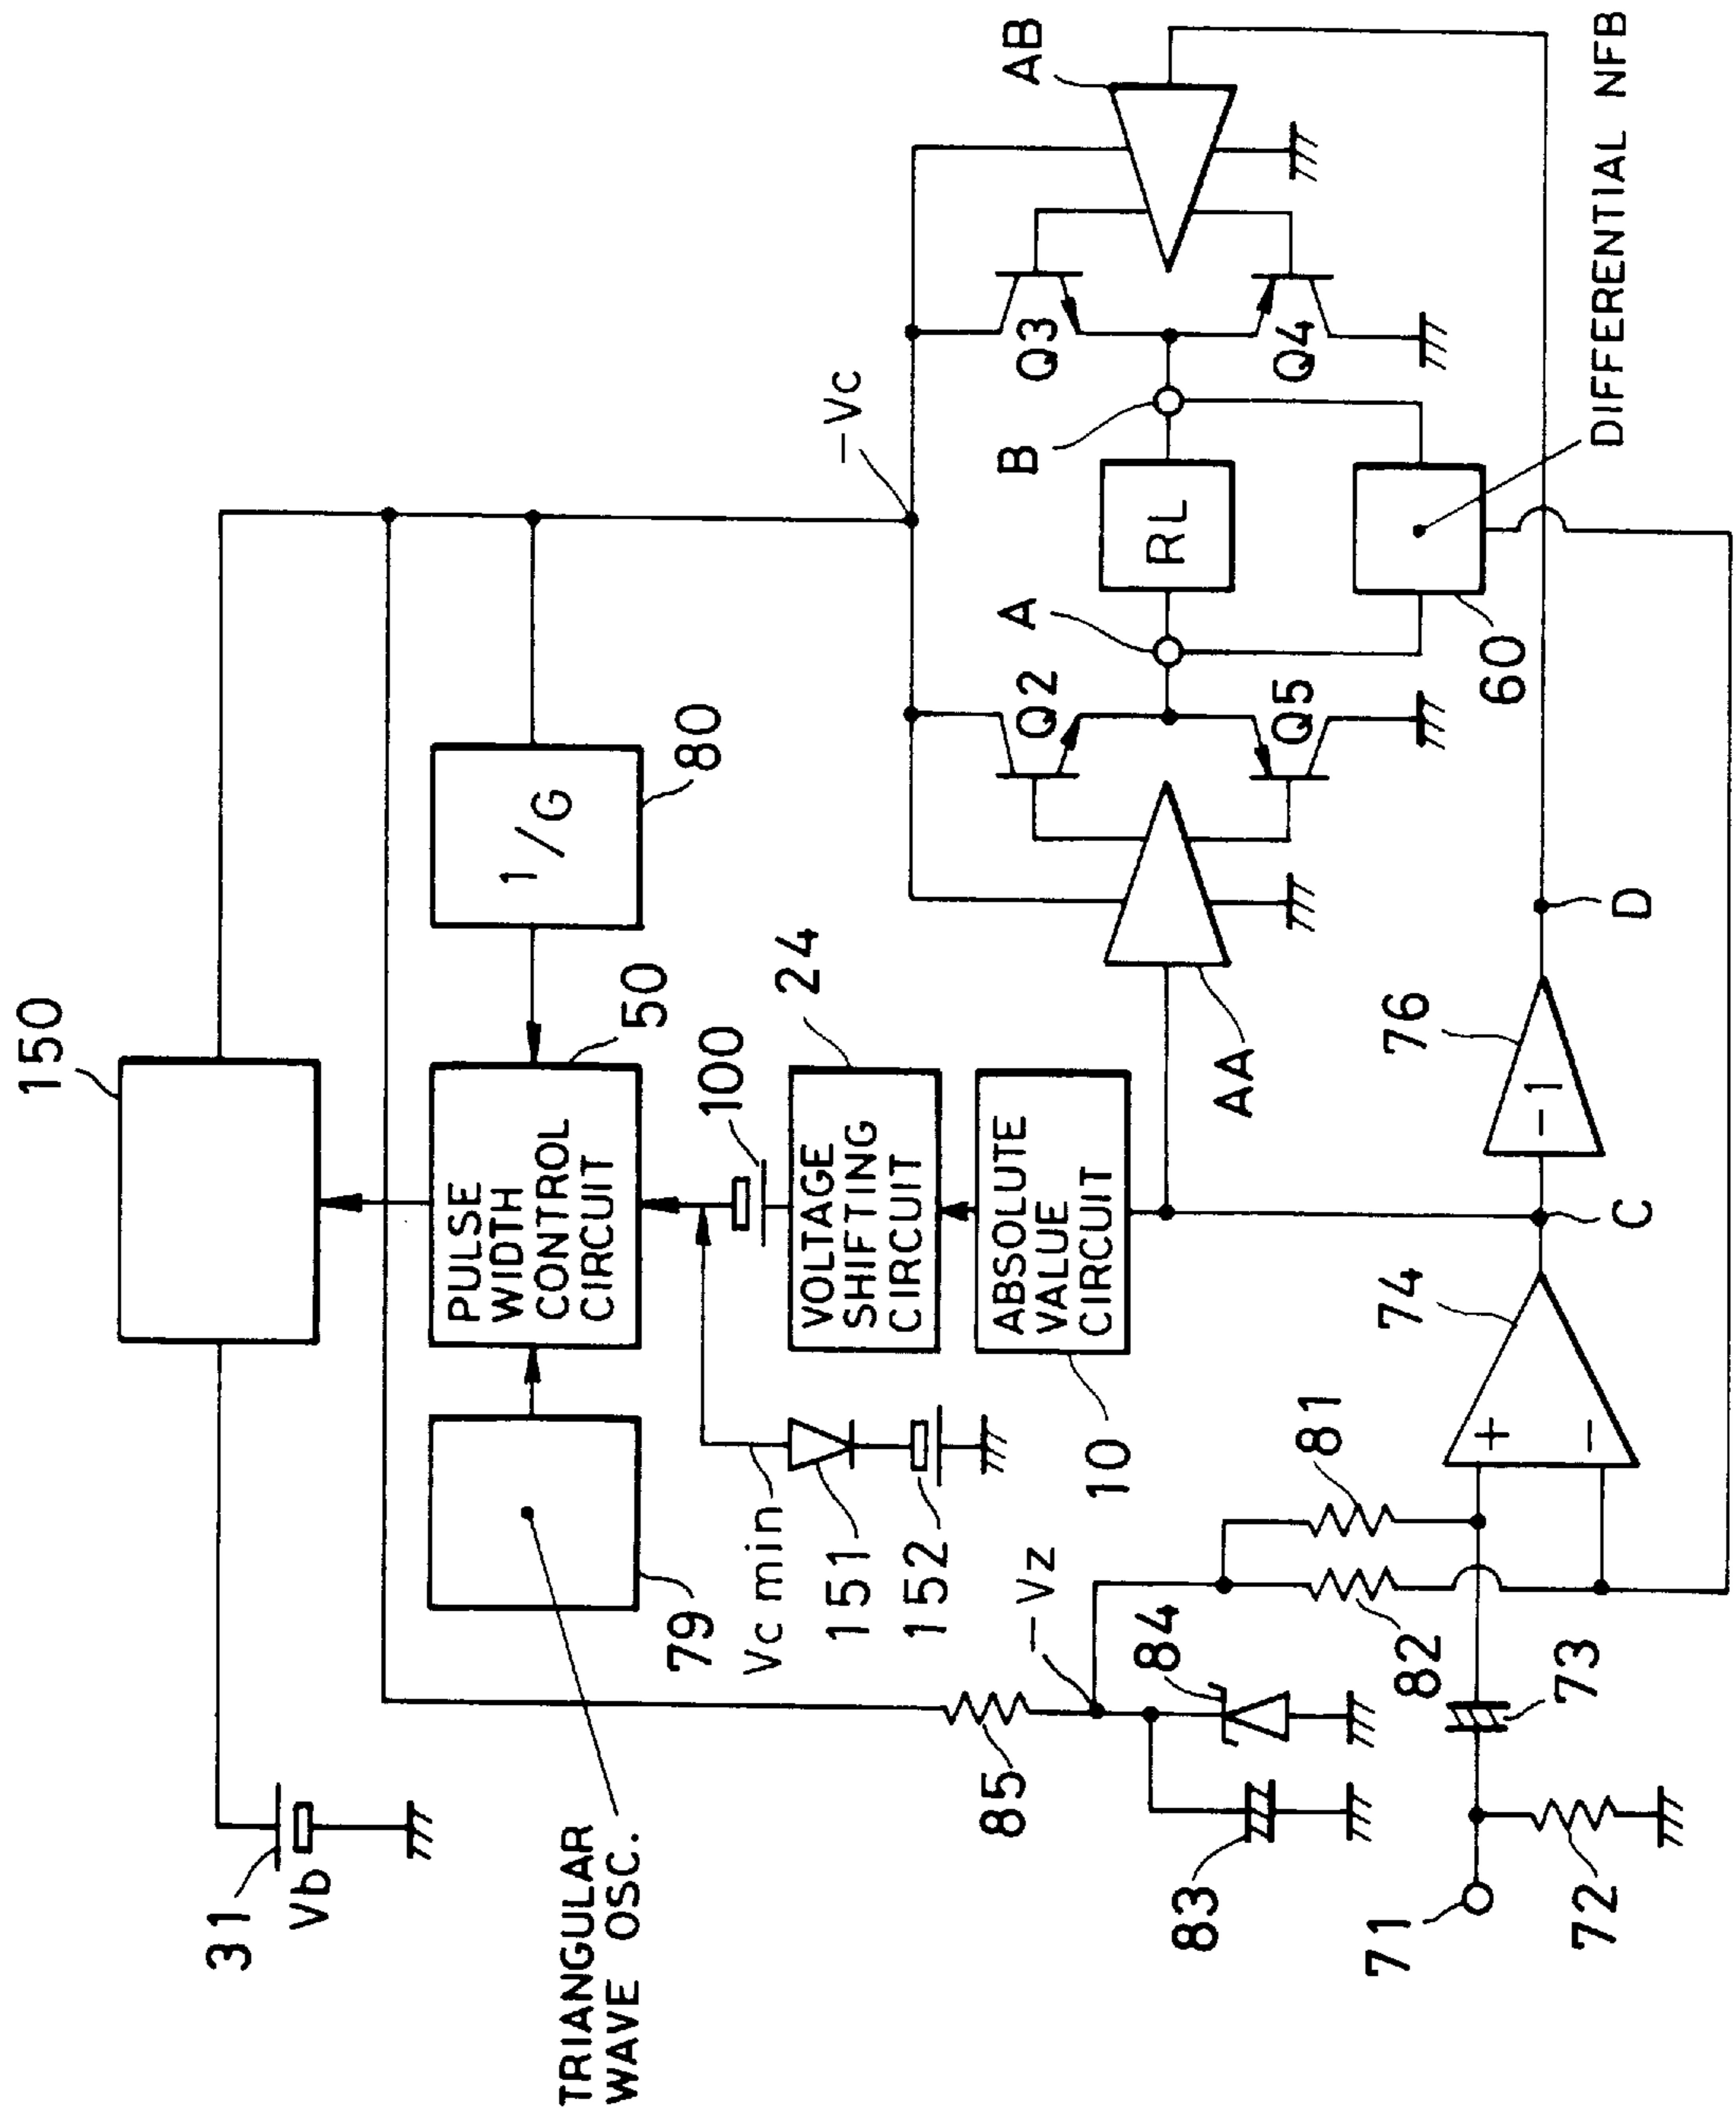 150
31
Vb
TRIANGULAR
WAVE OSC.
79
PULSE
WIDTH
CONTROL
CIRCUIT
50
1/G
80
-Vc
Vc min
151
152
100
VOLTAGE
SHIFTING
CIRCUIT
24
ABSOLUTE
VALUE
CIRCUIT
10
AA
AB
Q2
Q5
Q3
Q4
A
B
RL
60
DIFFERENTIAL NFB
85
-Vz
84
83
82
81
71
72
73
+
-
74
C
-1
76
D